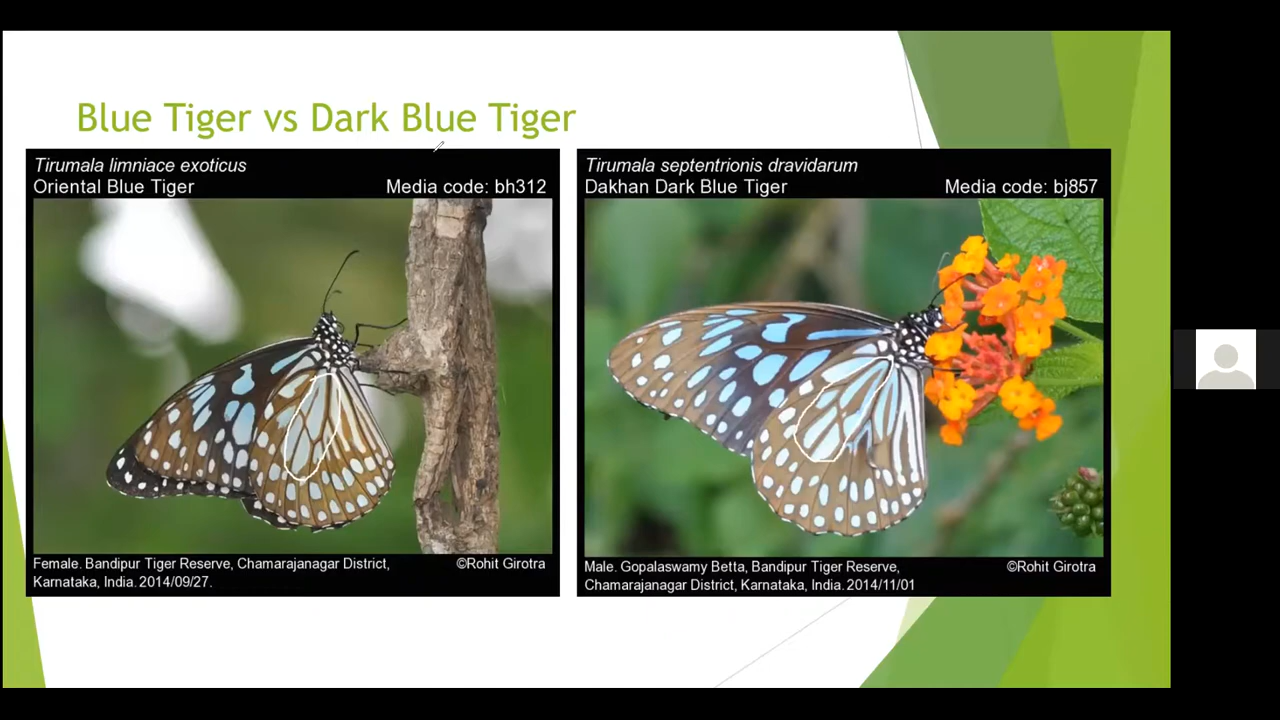 Blue Tiger vs Dark Blue Tiger
Tirumala limniace exoticus
Oriental Blue Tiger Media code: bh312
Female. Bandipur Tiger Reserve, Chamarajanagar District, ©Rohit Girotra
Karnataka, India. 2014/09/27.
Tirumala septentrionis dravidarum
Dakhan Dark Blue Tiger Media code: bj857
Male. Gopalaswamy Betta, Bandipur Tiger Reserve, ©Rohit Girotra
Chamarajanagar District, Karnataka, India. 2014/11/01